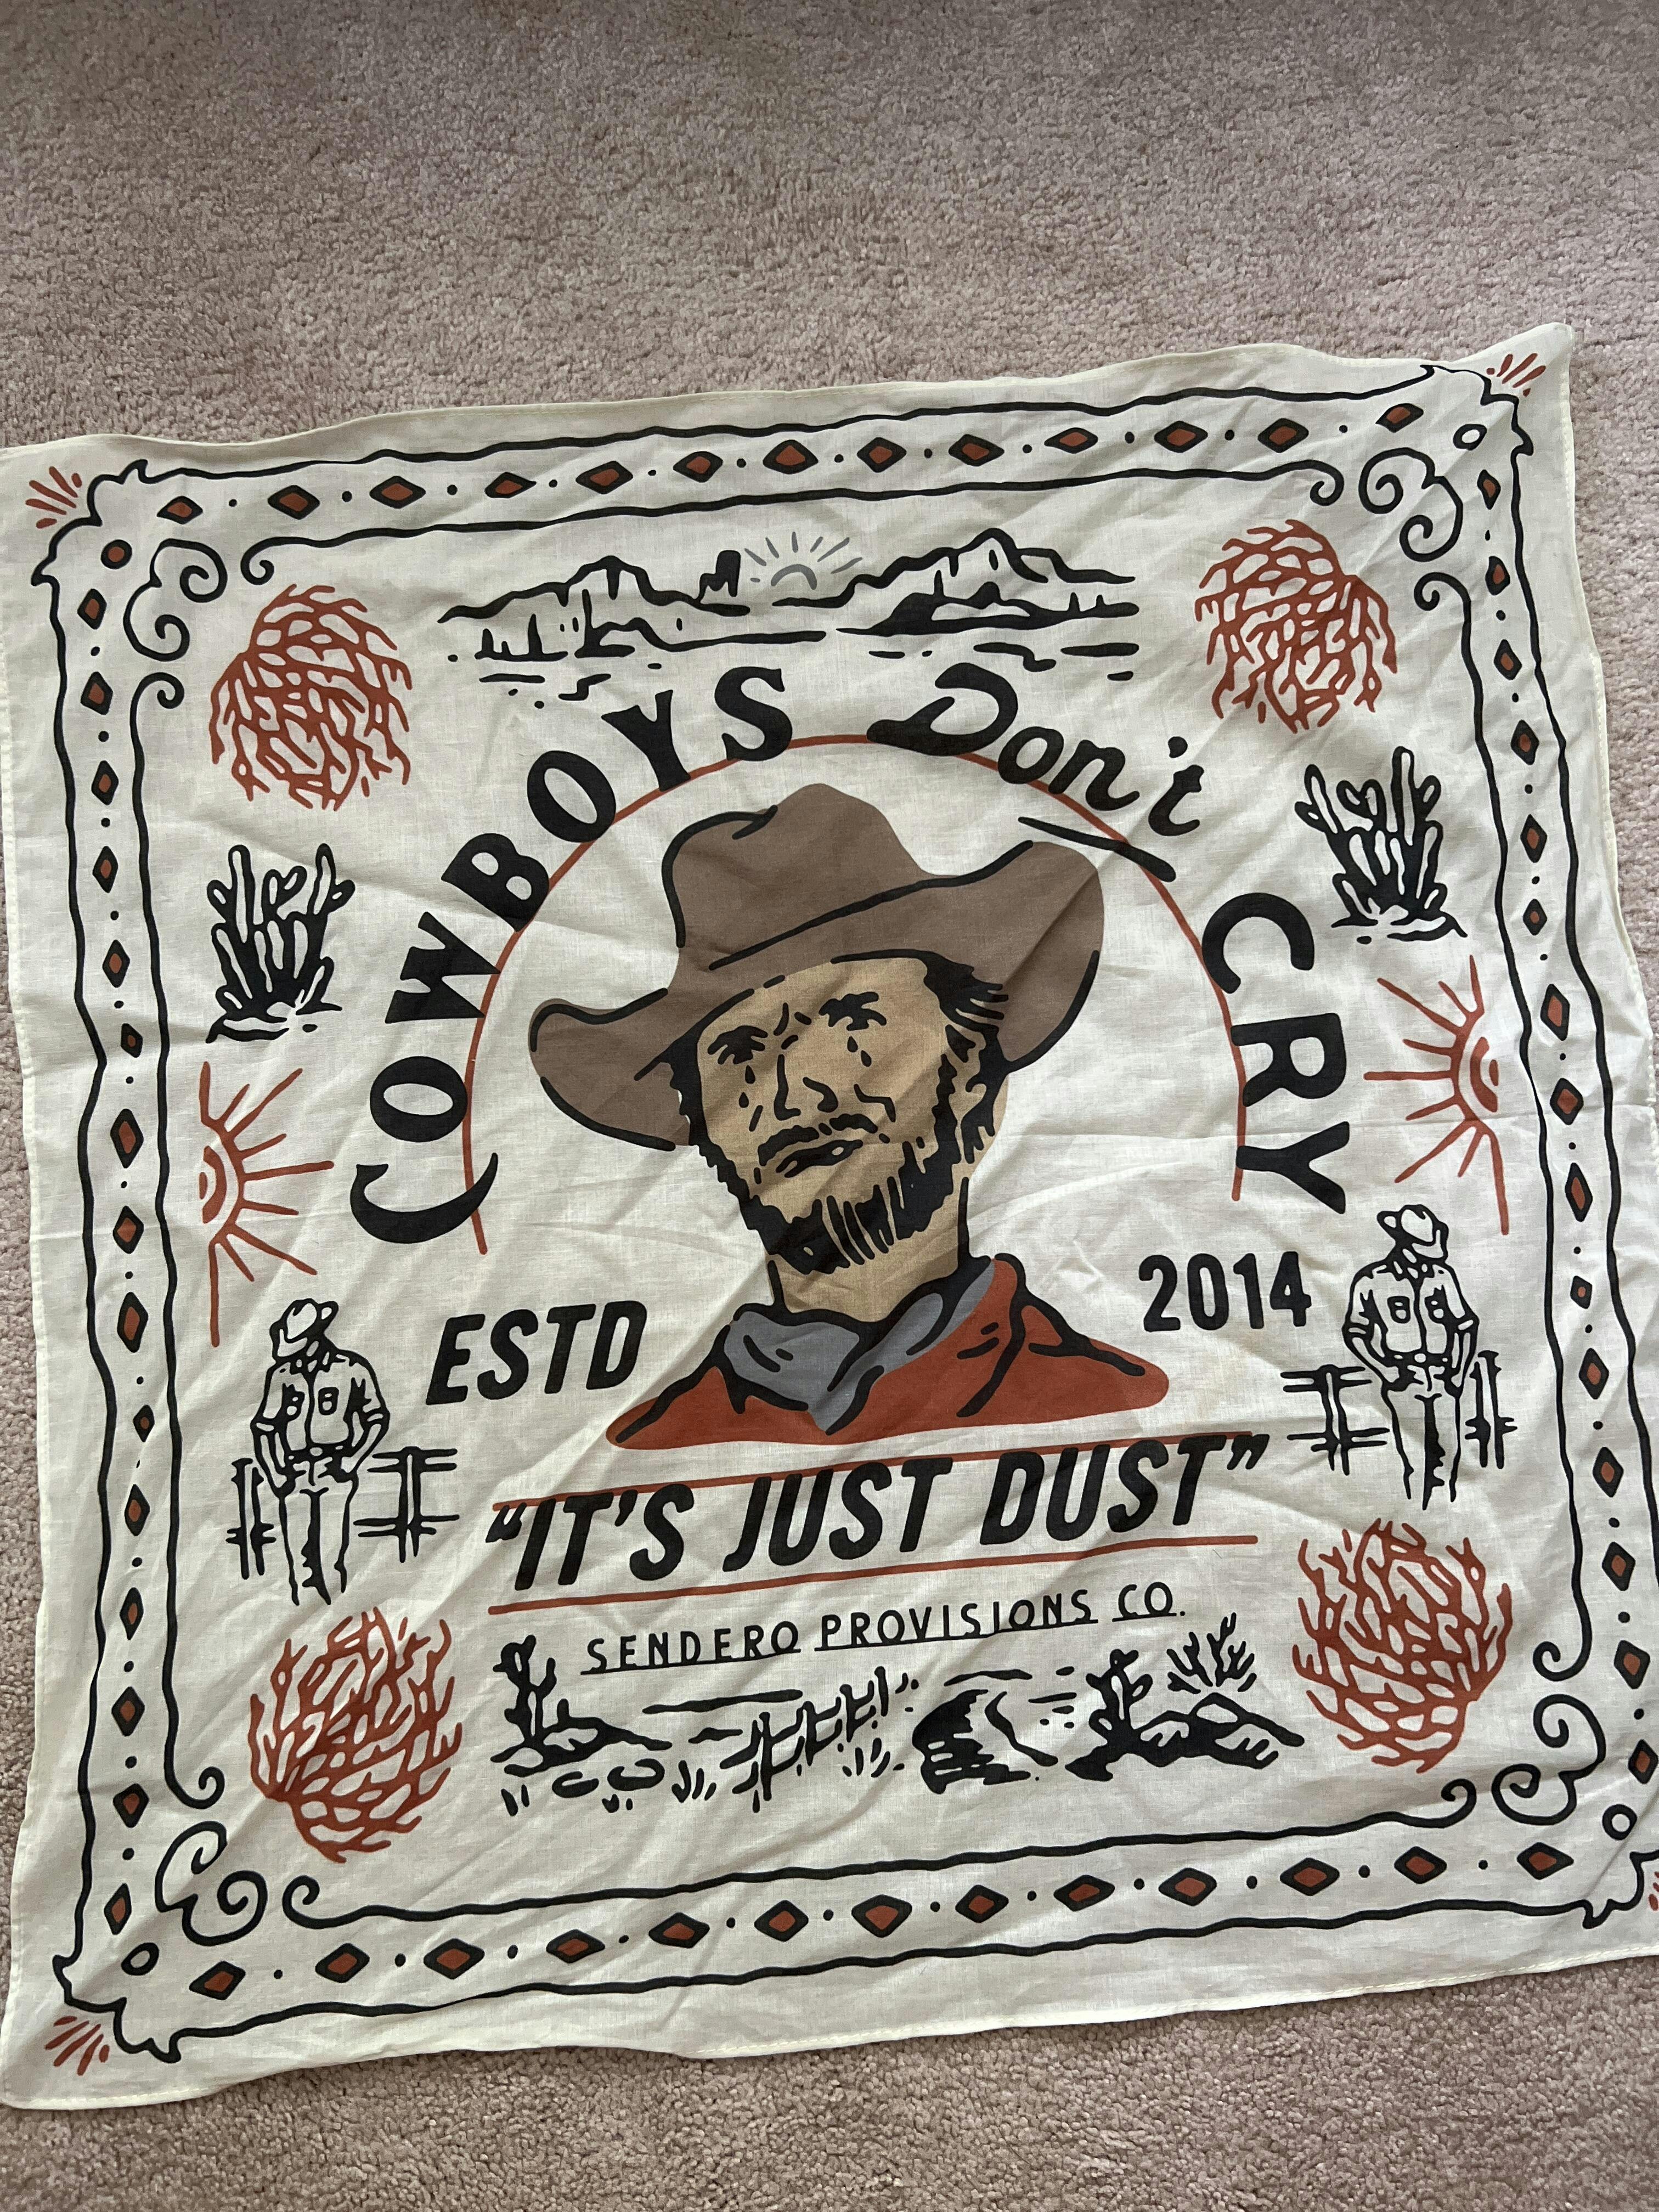 COWBOYS Don't CRY
ESTD 2014
"IT'S JUST DUST"
SENDERO PROVISIONS CO.